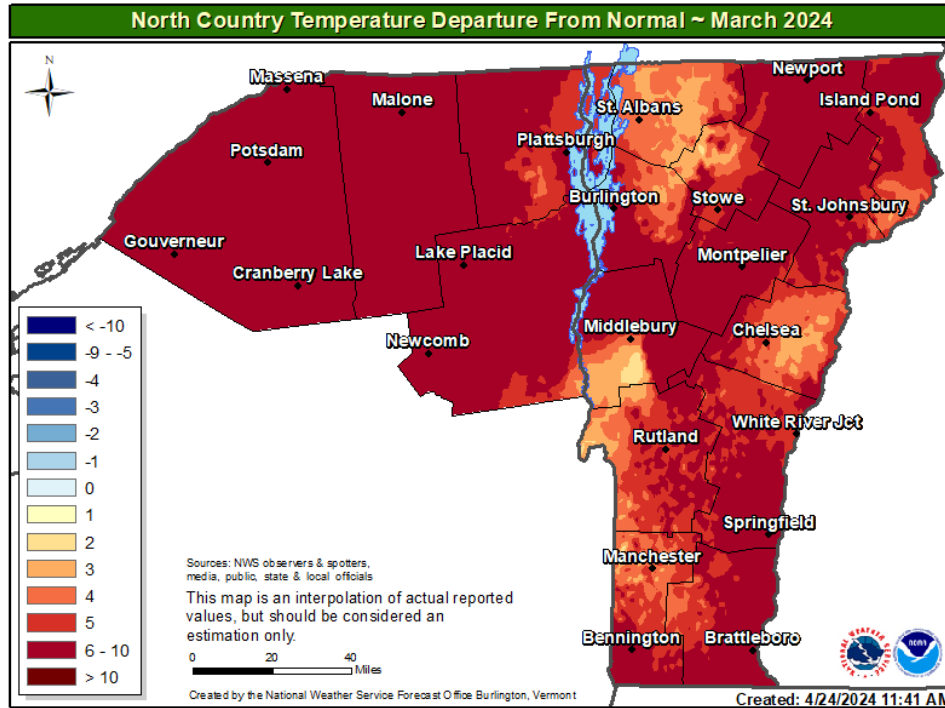 North Country Temperature Departure From Normal ~ March 2024
N
Massena
Malone
Newport
St. Albans
Island Pond
Plattsburgh
Potsdam
Burlington
Stowe
St. Johnsbury
Gouverneur
Lake Placid
Montpelier
Cranberry Lake
Middlebury
Chelsea
Newcomb
White River Jct
Rutland
Springfield
Manchester
Bennington
Brattleboro
< -10
-9 - -5
-4
-3
-2
-1
0
1
2
3
4
5
6 - 10
> 10
Sources: NWS observers & spotters,
media, public, state & local officials
This map is an interpolation of actual reported
values, but should be considered an
estimation only.
0 20 40
Miles
Created by the National Weather Service Forecast Office Burlington, Vermont
NATIONAL WEATHER SERVICE
NOAA
Created: 4/24/2024 11:41 AM